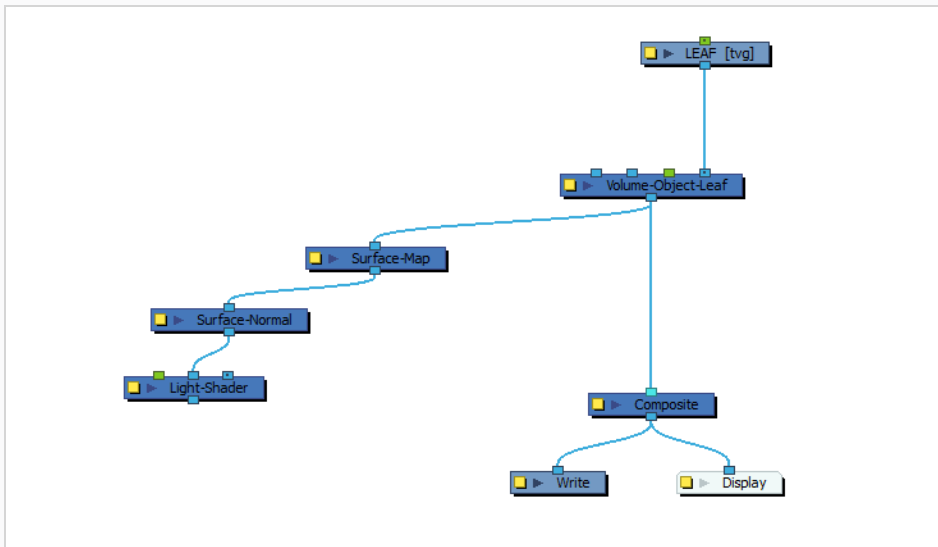 LEAF [tvg]
Volume-Object-Leaf
Surface-Map
Surface-Normal
Light-Shader
Composite
Write
Display